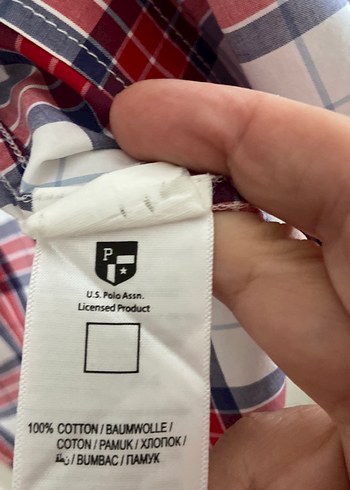 P
U.S. Polo Assn.
Licensed Product
100% COTTON / BAUMWOLLE /
COTON / PAMUK / ХЛОПОК /
/ BUMBAC / ПАМУК